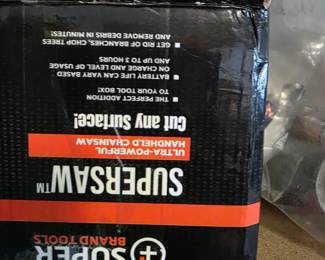 SUPER
BRAND TOOLS
SUPERSAW™
ULTRA-POWERFUL
HANDHELD CHAINSAW
Cut any Surface!
THE PERFECT ADDITION
TO YOUR TOOL BOX!
BATTERY LIFE CAN VARY BASED
ON CHARGE AND LEVEL OF USAGE
AND UP TO 3 HOURS
GET RID OF BRANCHES, CHOP TREES
AND REMOVE DEBRIS IN MINUTES!